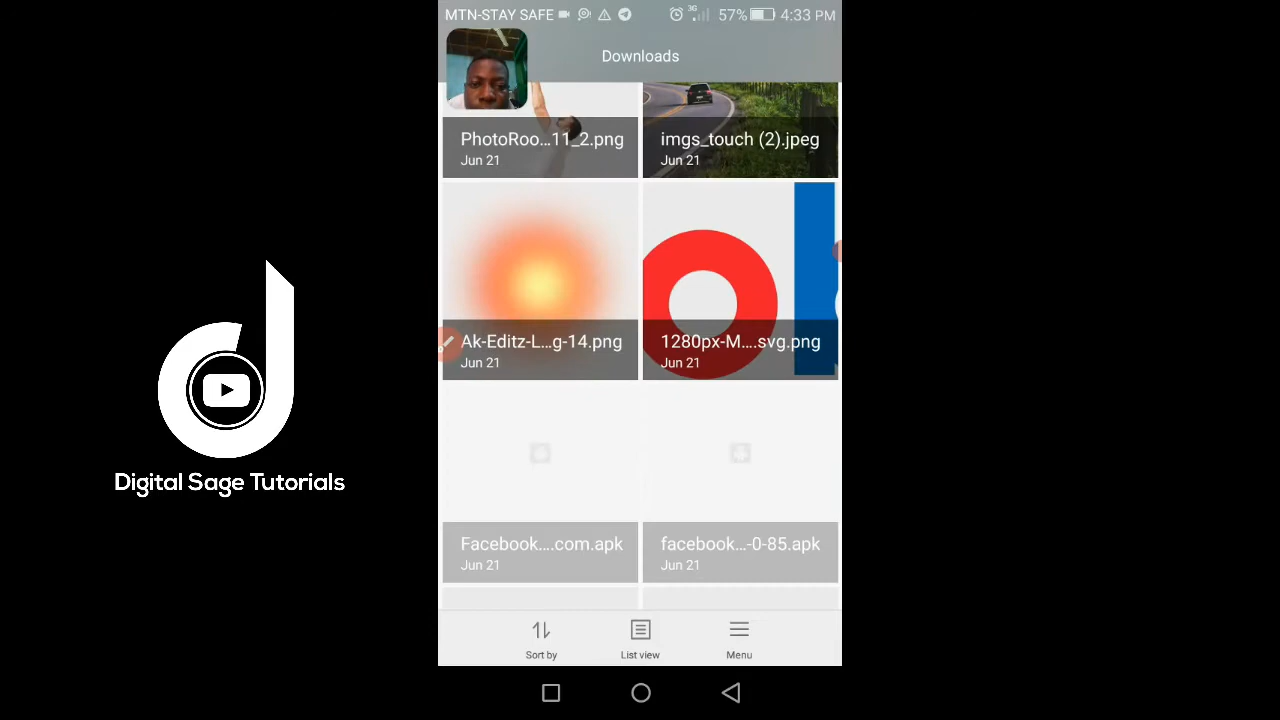 MTN-STAY SAFE 3G 57% 4:33 PM
Downloads
PhotoRoo...11_2.png
Jun 21
imgs_touch (2).jpeg
Jun 21
Ak-Editz-L...g-14.png
Jun 21
1280px-M....svg.png
Jun 21
Digital Sage Tutorials
Facebook....com.apk
Jun 21
facebook...-0-85.apk
Jun 21
Sort by
List view
Menu